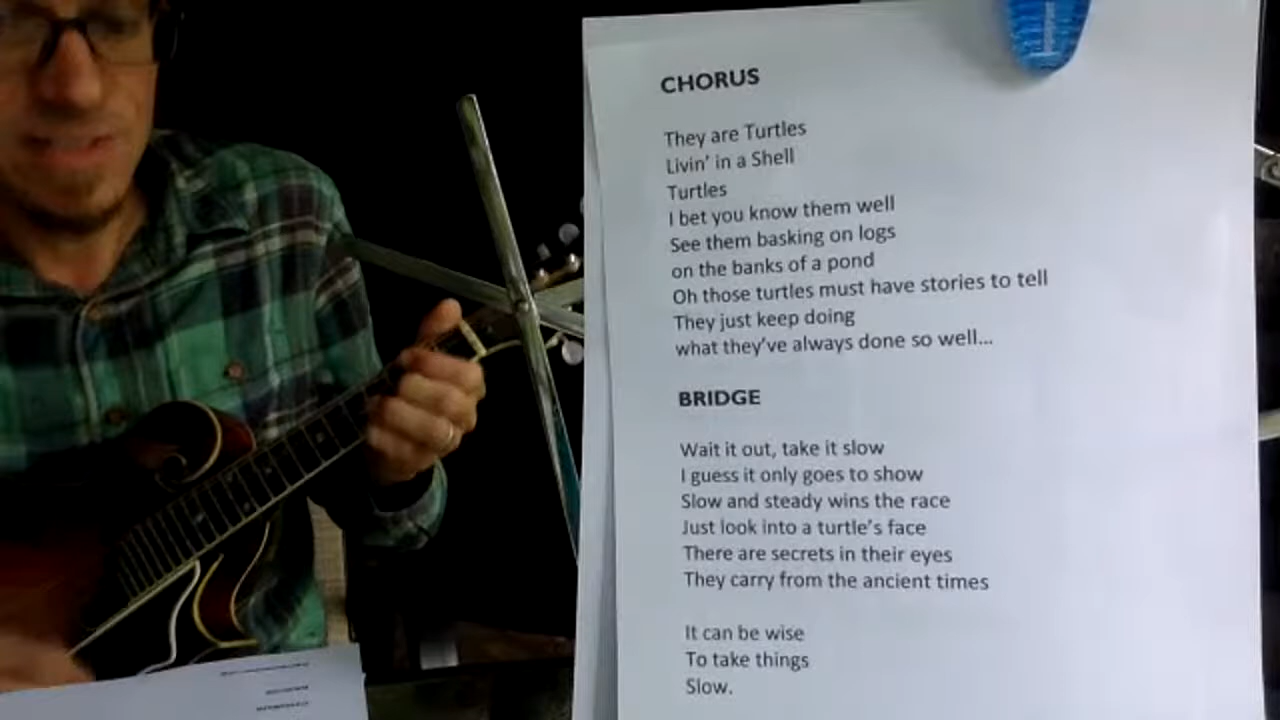 CHORUS
They are Turtles
Livin' in a Shell
Turtles
I bet you know them well
See them basking on logs
on the banks of a pond
Oh those turtles must have stories to tell
They just keep doing
what they've always done so well...
BRIDGE
Wait it out, take it slow
I guess it only goes to show
Slow and steady wins the race
Just look into a turtle's face
There are secrets in their eyes
They carry from the ancient times
It can be wise
To take things
Slow.